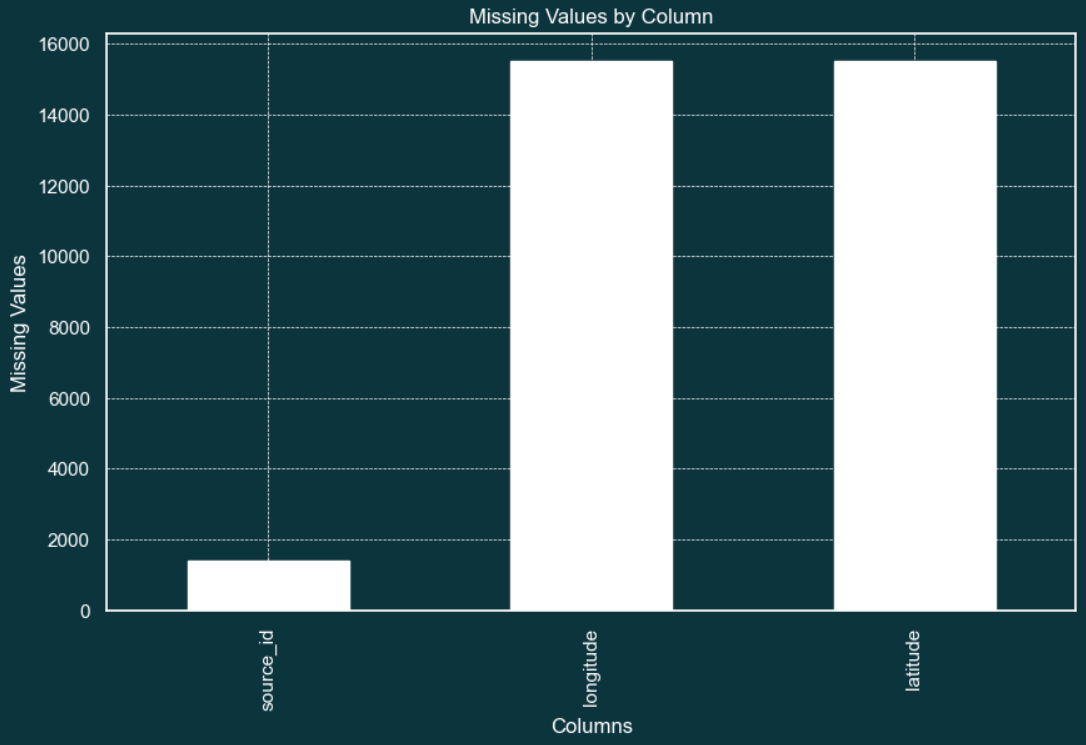 Missing Values by Column
Missing Values
16000
14000
12000
10000
8000
6000
4000
2000
0
source_id
longitude
latitude
Columns